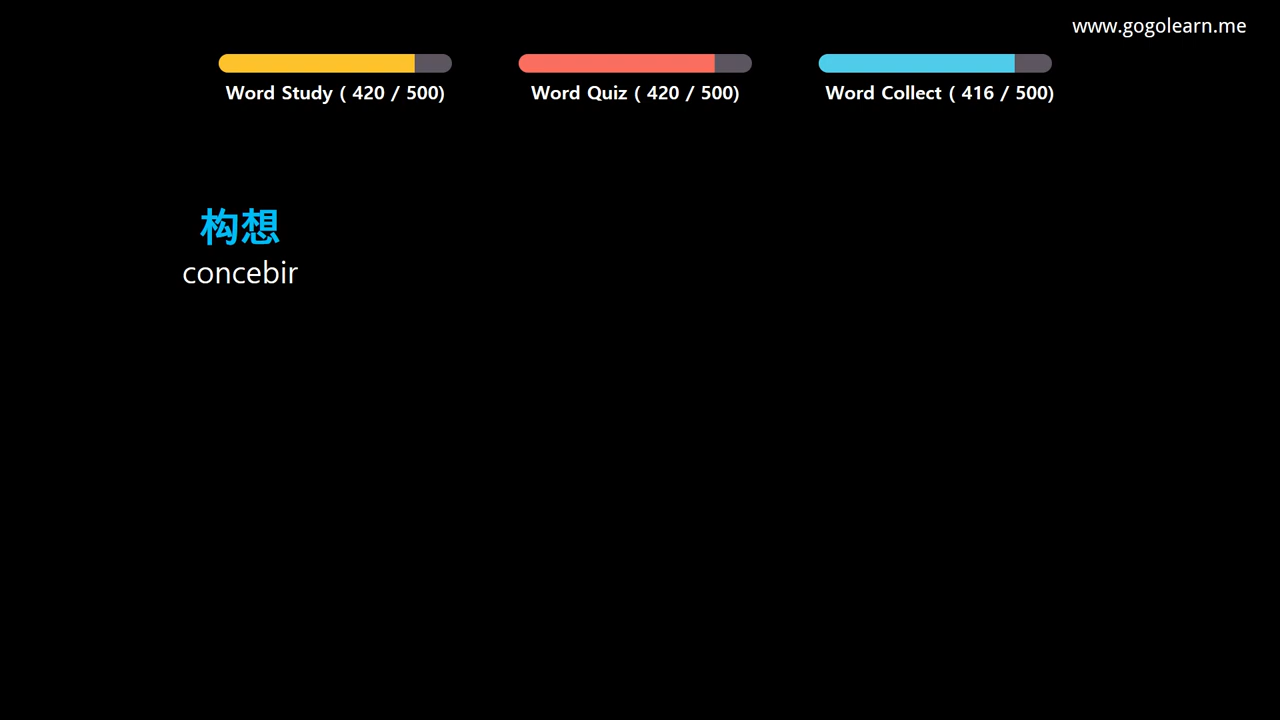 www.gogolearn.me
Word Study ( 420 / 500)
Word Quiz ( 420 / 500)
Word Collect ( 416 / 500)
构想
concebir